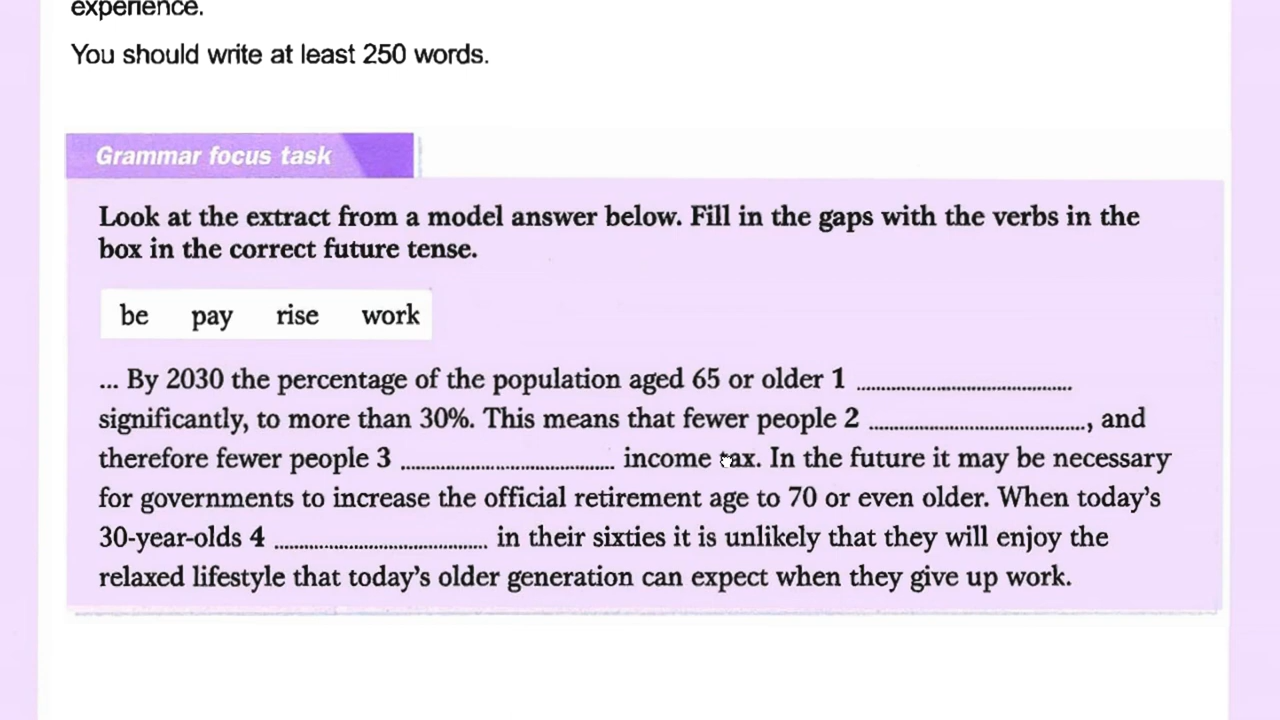 experience.
You should write at least 250 words.
Grammar focus task
Look at the extract from a model answer below. Fill in the gaps with the verbs in the
box in the correct future tense.
be pay rise work
... By 2030 the percentage of the population aged 65 or older 1 ........................................
significantly, to more than 30%. This means that fewer people 2 ........................................, and
therefore fewer people 3 ........................................ income tax. In the future it may be necessary
for governments to increase the official retirement age to 70 or even older. When today's
30-year-olds 4 ........................................ in their sixties it is unlikely that they will enjoy the
relaxed lifestyle that today's older generation can expect when they give up work.